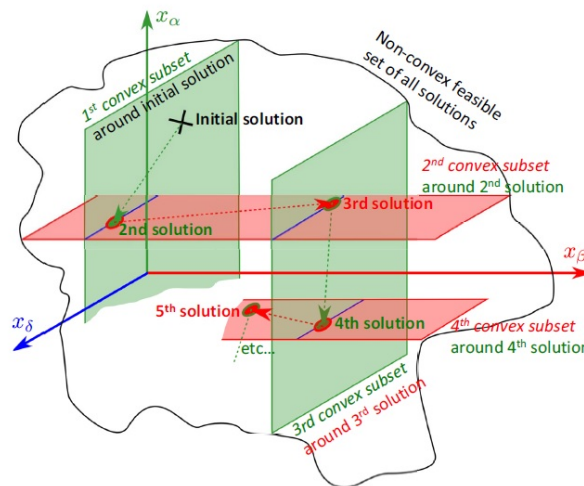 xα
1st convex subset
around initial solution
Non-convex feasible
set of all solutions
Initial solution
2nd convex subset
around 2nd solution
3rd solution
2nd solution
xβ
xδ
5th solution
4th solution
4th convex subset
around 4th solution
etc...
3rd convex subset
around 3rd solution